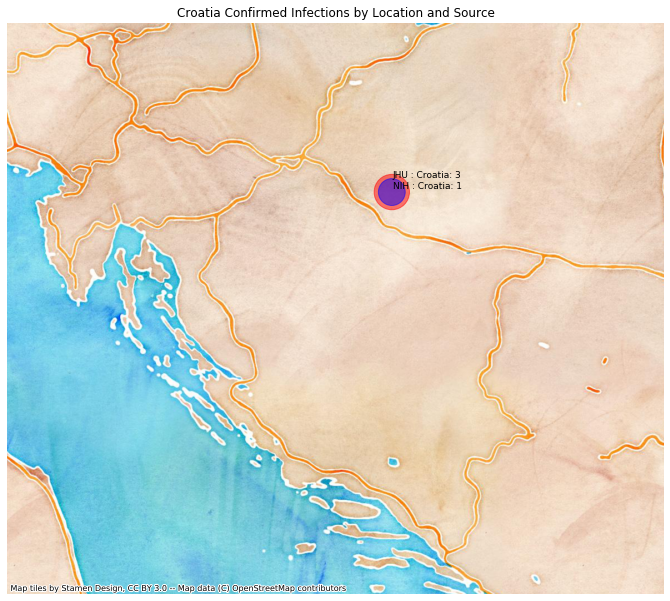 Croatia Confirmed Infections by Location and Source
JHU : Croatia: 3
NIH : Croatia: 1
Map tiles by Stamen Design, CC BY 3.0 -- Map data (C) OpenStreetMap contributors